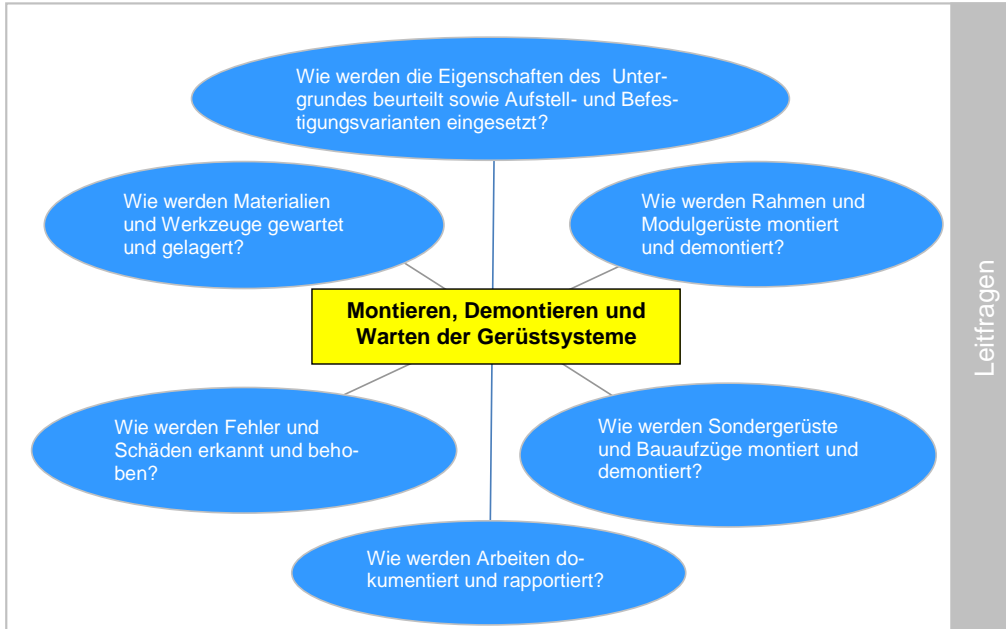 Wie werden die Eigenschaften des Unter-
grundes beurteilt sowie Aufstell- und Befes-
tigungsvarianten eingesetzt?
Wie werden Materialien
und Werkzeuge gewartet
und gelagert?
Wie werden Rahmen und
Modulgerüste montiert
und demontiert?
Montieren, Demontieren und
Warten der Gerüstsysteme
Wie werden Fehler und
Schäden erkannt und beho-
ben?
Wie werden Sondergerüste
und Bauaufzüge montiert und
demontiert?
Wie werden Arbeiten do-
kumentiert und rapportiert?
Leitfragen